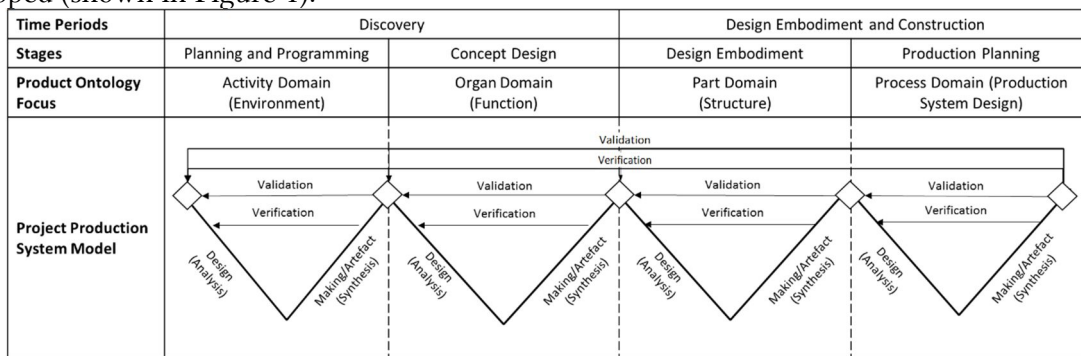 oped (shown in Figure 1).
Time Periods Discovery Design Embodiment and Construction
Stages Planning and Programming Concept Design Design Embodiment Production Planning
Product Ontology Focus Activity Domain (Environment) Organ Domain (Function) Part Domain (Structure) Process Domain (Production System Design)
Validation
Verification
Validation Validation Validation Validation
Verification Verification Verification Verification
Project Production System Model
Design (Analysis) Making/Artefact (Synthesis) Design (Analysis) Making/Artefact (Synthesis) Design (Analysis) Making/Artefact (Synthesis) Design (Analysis) Making/Artefact (Synthesis)